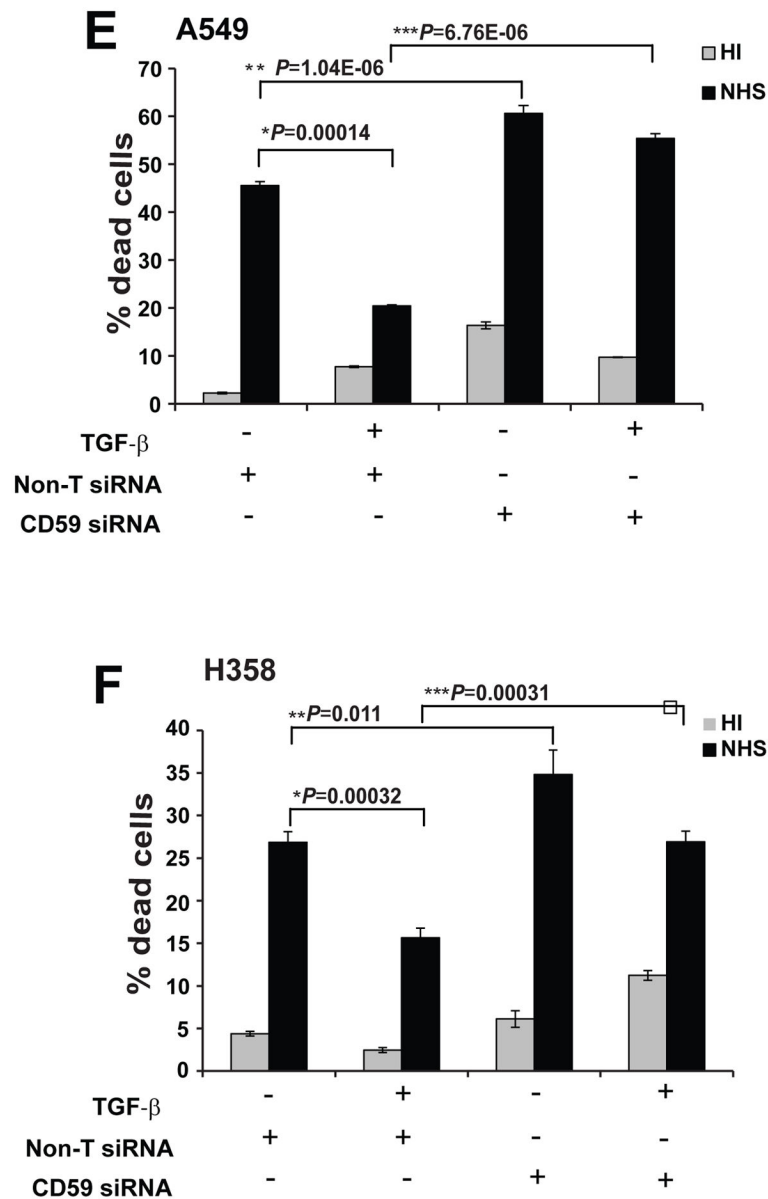 E A549
***P=6.76E-06
HI
NHS
** P=1.04E-06
*P=0.00014
% dead cells
70
60
50
40
30
20
10
0
TGF-β - + - +
Non-T siRNA + + - -
CD59 siRNA - - + +
F H358
***P=0.00031
HI
NHS
**P=0.011
*P=0.00032
% dead cells
40
35
30
25
20
15
10
5
0
TGF-β - + - +
Non-T siRNA + + - -
CD59 siRNA - - + +